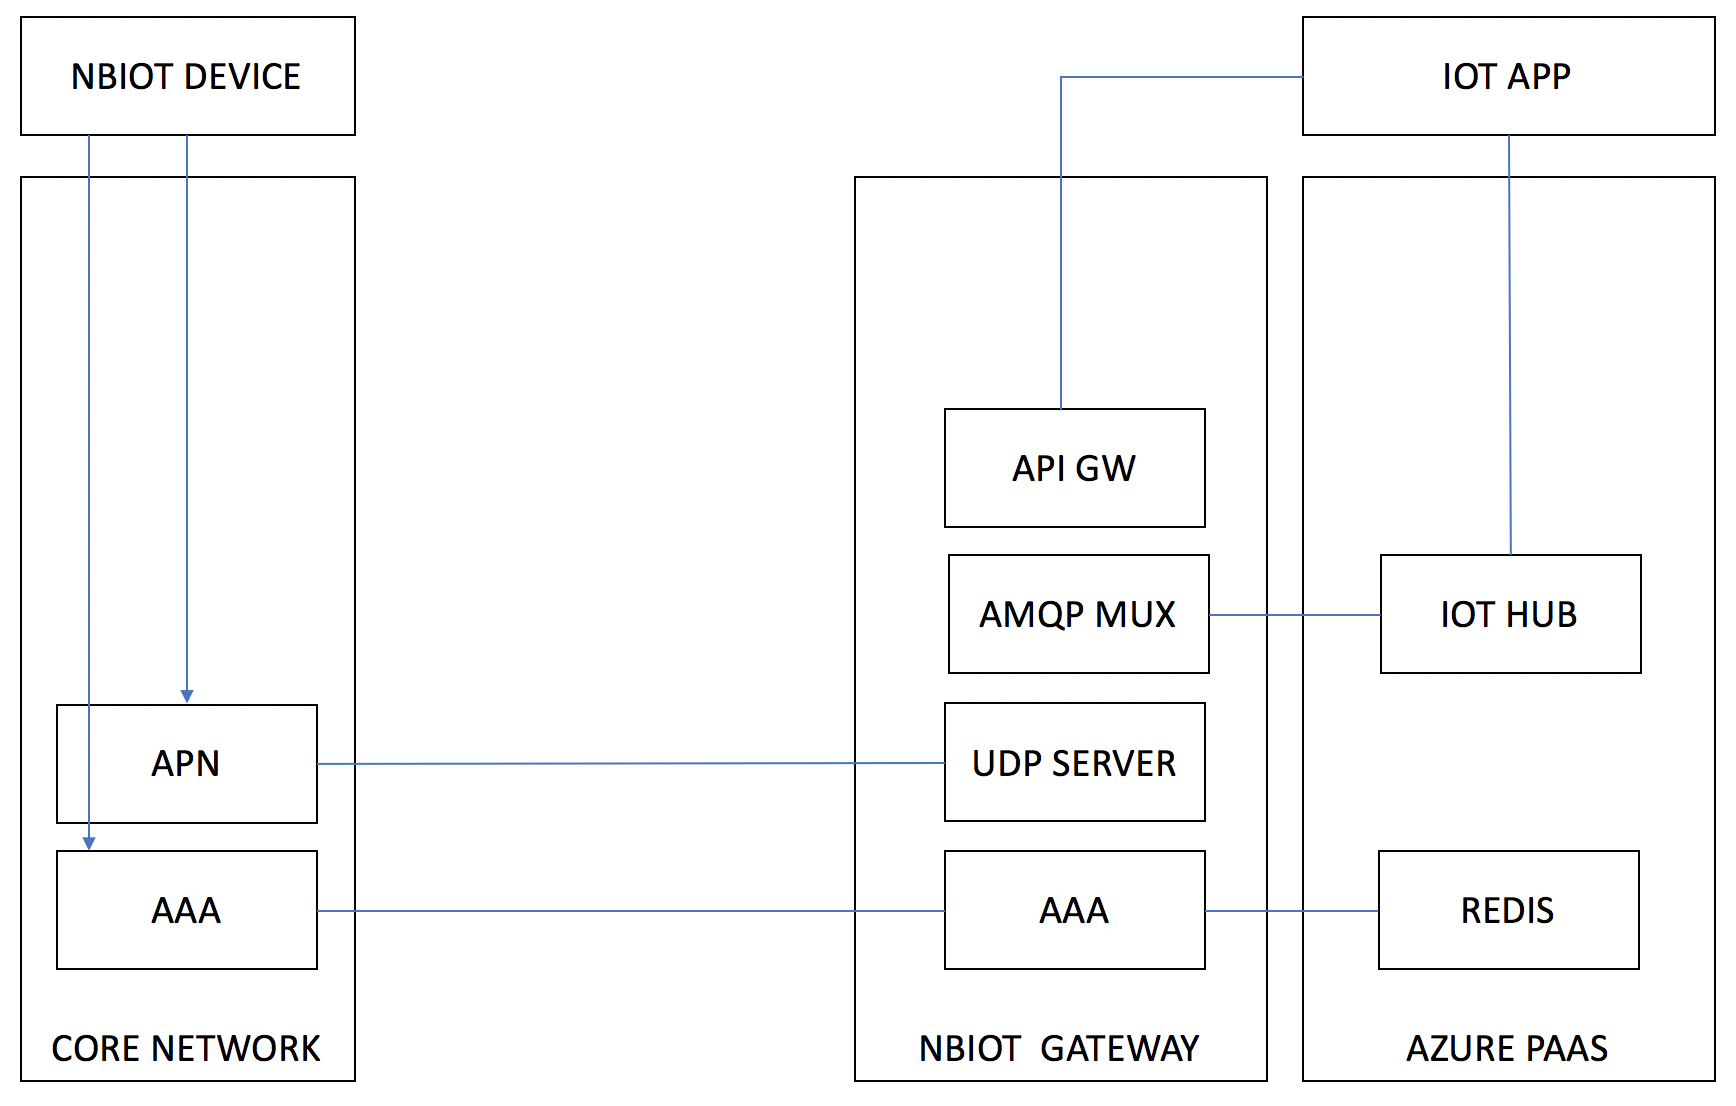 NBIOT DEVICE
IOT APP
API GW
AMQP MUX
IOT HUB
APN
UDP SERVER
AAA
AAA
REDIS
CORE NETWORK
NBIOT  GATEWAY
AZURE PAAS